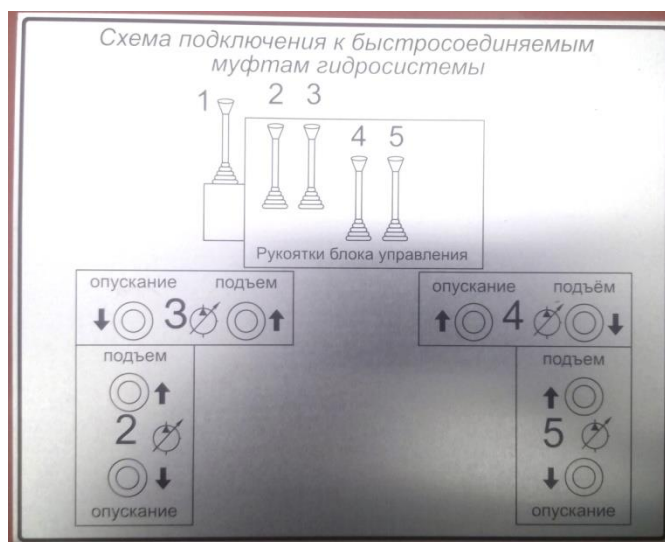 Схема подключения к быстросоединяемым
муфтам гидросистемы
1 2 3
4 5
Рукоятки блока управления
опускание подъем
3
опускание подъём
4
подъем
2
опускание
подъем
5
опускание